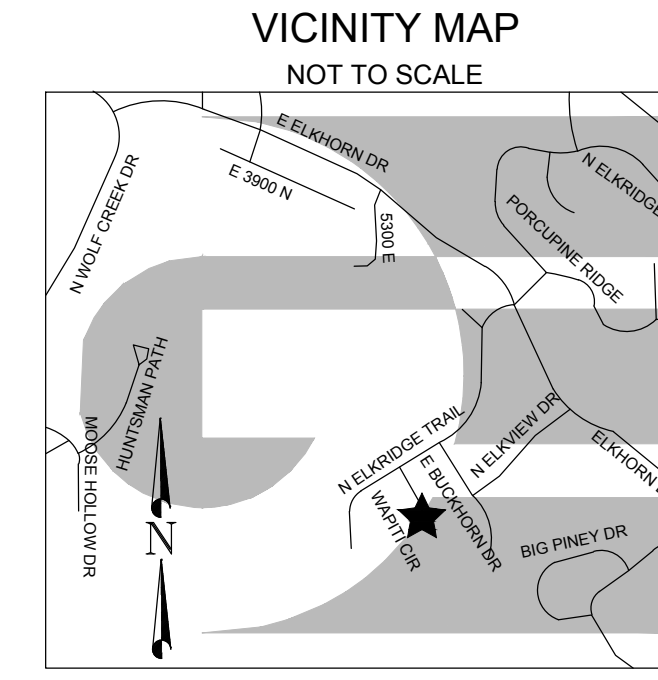 VICINITY MAP
NOT TO SCALE
E ELKHORN DR
E 3900 N
N WOLF CREEK DR
5300 E
N ELKRIDGE
PORCUPINE RIDGE
HUNTSMAN PATH
MOOSE HOLLOW DR
N
N ELKRIDGE TRAIL
N ELKVIEW DR
E BUCKHORN DR
WAPITI CIR
ELKHORN
BIG PINEY DR